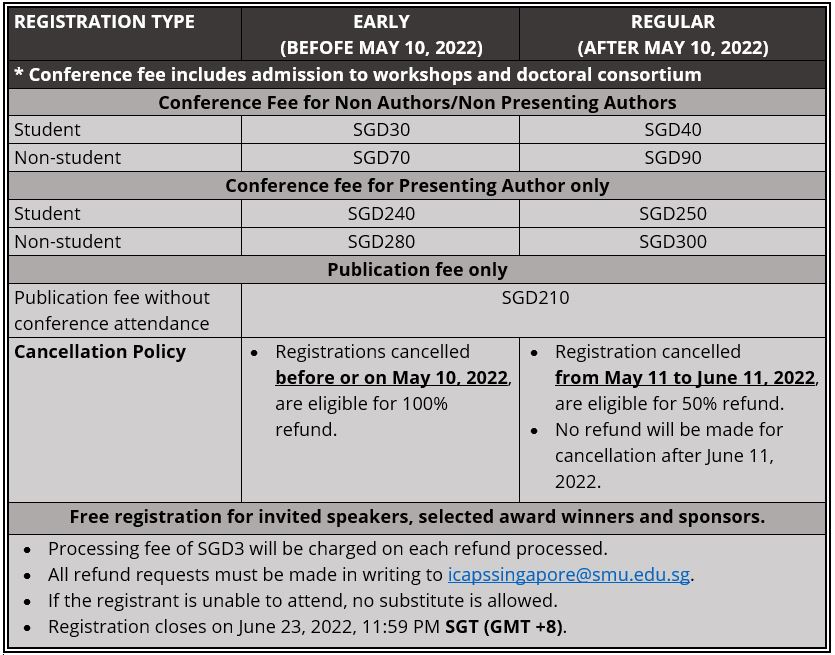 REGISTRATION TYPE
EARLY
(BEFOFE MAY 10, 2022)
REGULAR
(AFTER MAY 10, 2022)
* Conference fee includes admission to workshops and doctoral consortium
Conference Fee for Non Authors/Non Presenting Authors
Student SGD30 SGD40
Non-student SGD70 SGD90
Conference fee for Presenting Author only
Student SGD240 SGD250
Non-student SGD280 SGD300
Publication fee only
Publication fee without
conference attendance
SGD210
Cancellation Policy
• Registrations cancelled
before or on May 10, 2022,
are eligible for 100%
refund.
• Registration cancelled
from May 11 to June 11, 2022,
are eligible for 50% refund.
• No refund will be made for
cancellation after June 11,
2022.
Free registration for invited speakers, selected award winners and sponsors.
• Processing fee of SGD3 will be charged on each refund processed.
• All refund requests must be made in writing to icapssingapore@smu.edu.sg.
• If the registrant is unable to attend, no substitute is allowed.
• Registration closes on June 23, 2022, 11:59 PM SGT (GMT +8).